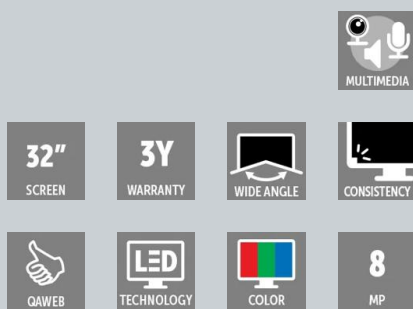 MULTIMEDIA
32"
SCREEN
3Y
WARRANTY
WIDE ANGLE
CONSISTENCY
QAWEB
LED
TECHNOLOGY
COLOR
8
MP